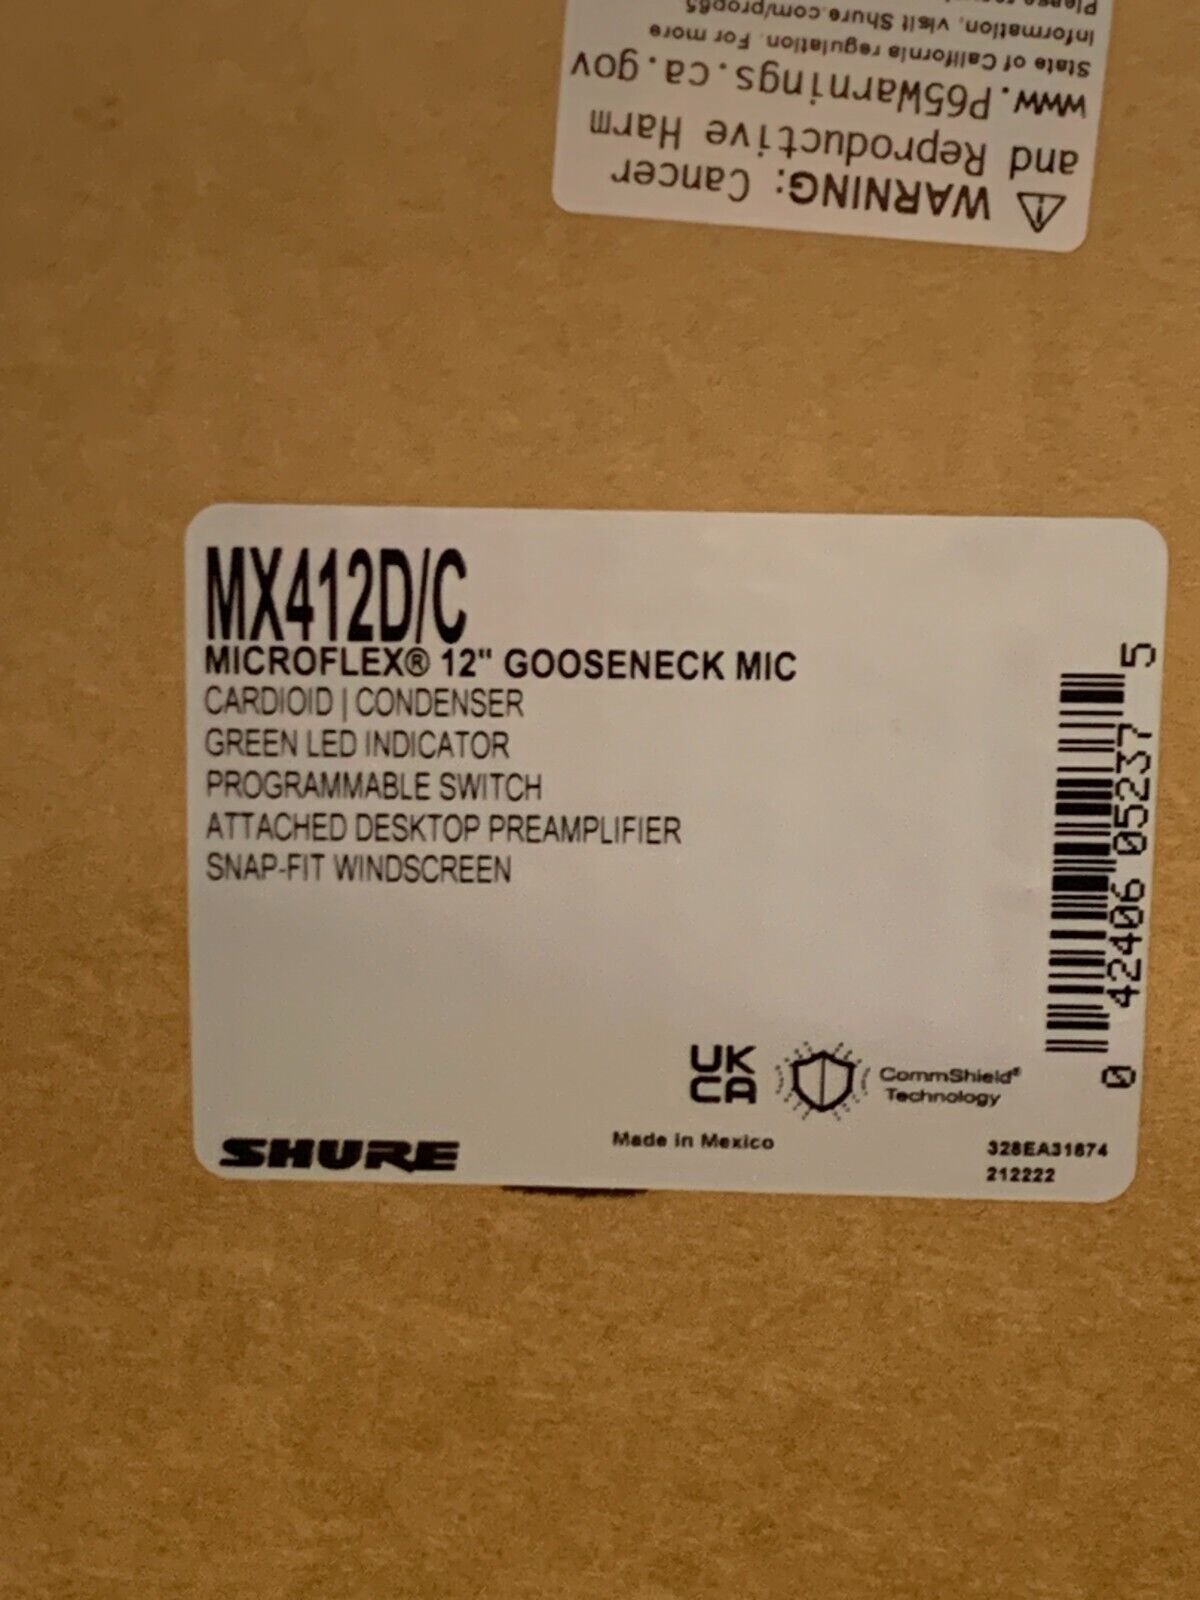 WARNING: Cancer
and Reproductive Harm
www.P65Warnings.ca.gov
State of California regulation. For more
information, visit Shure.com/prop65
Please
MX412D/C
MICROFLEX® 12" GOOSENECK MIC
CARDIOID | CONDENSER
GREEN LED INDICATOR
PROGRAMMABLE SWITCH
ATTACHED DESKTOP PREAMPLIFIER
SNAP-FIT WINDSCREEN
0 42406 05237 5
UK
CA
CommShield®
Technology
SHURE
Made in Mexico
328EA31674
212222